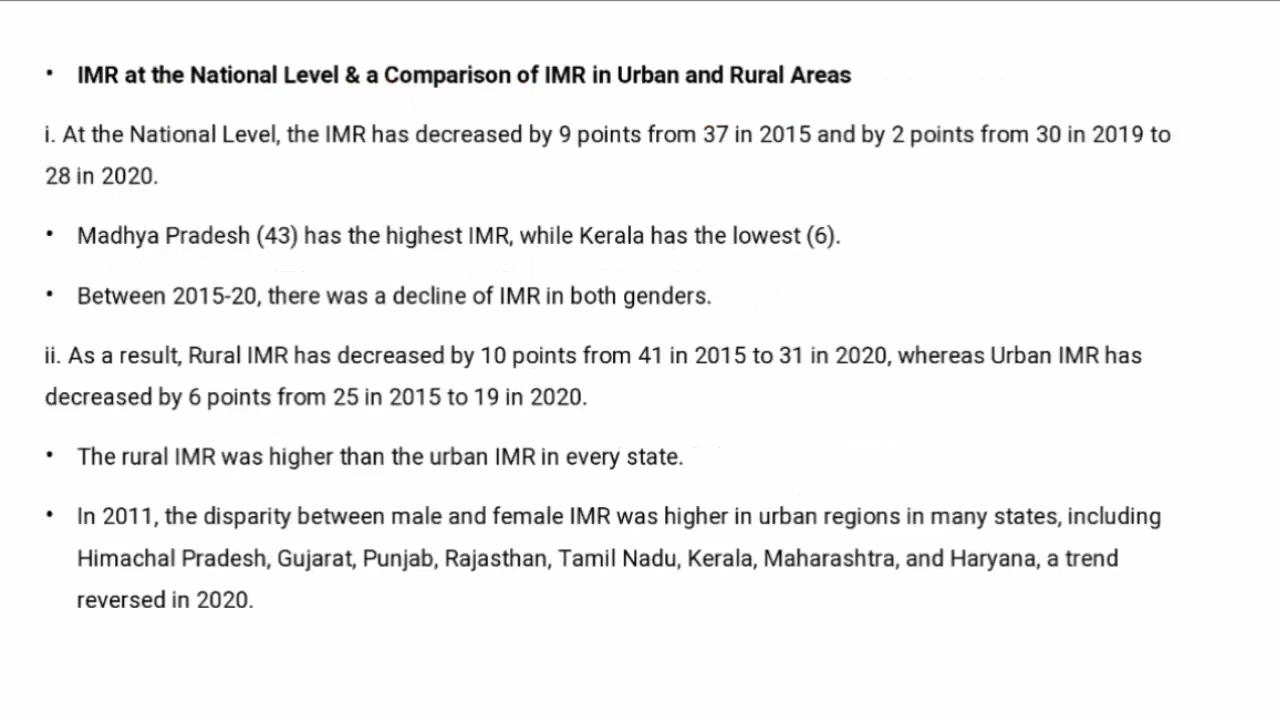 • IMR at the National Level & a Comparison of IMR in Urban and Rural Areas
i. At the National Level, the IMR has decreased by 9 points from 37 in 2015 and by 2 points from 30 in 2019 to
28 in 2020.
• Madhya Pradesh (43) has the highest IMR, while Kerala has the lowest (6).
• Between 2015-20, there was a decline of IMR in both genders.
ii. As a result, Rural IMR has decreased by 10 points from 41 in 2015 to 31 in 2020, whereas Urban IMR has
decreased by 6 points from 25 in 2015 to 19 in 2020.
• The rural IMR was higher than the urban IMR in every state.
• In 2011, the disparity between male and female IMR was higher in urban regions in many states, including
Himachal Pradesh, Gujarat, Punjab, Rajasthan, Tamil Nadu, Kerala, Maharashtra, and Haryana, a trend
reversed in 2020.